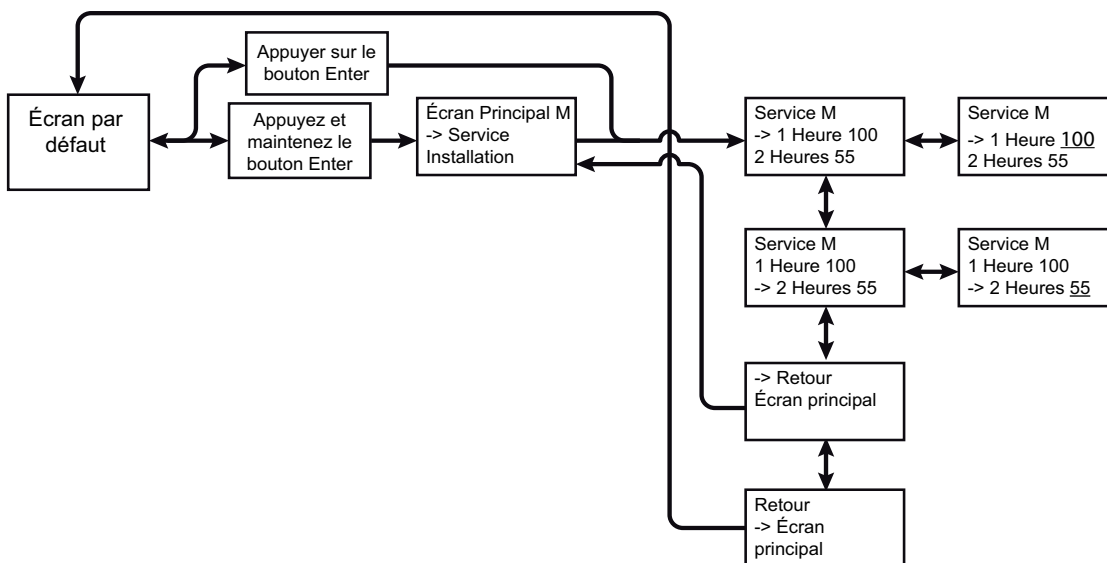 Appuyer sur le
bouton Enter
Écran par
défaut
Appuyez et
maintenez le
bouton Enter
Écran Principal M
-> Service
Installation
Service M
-> 1 Heure 100
2 Heures 55
Service M
-> 1 Heure 100
2 Heures 55
Service M
1 Heure 100
-> 2 Heures 55
Service M
1 Heure 100
-> 2 Heures 55
-> Retour
Écran principal
Retour
-> Écran
principal